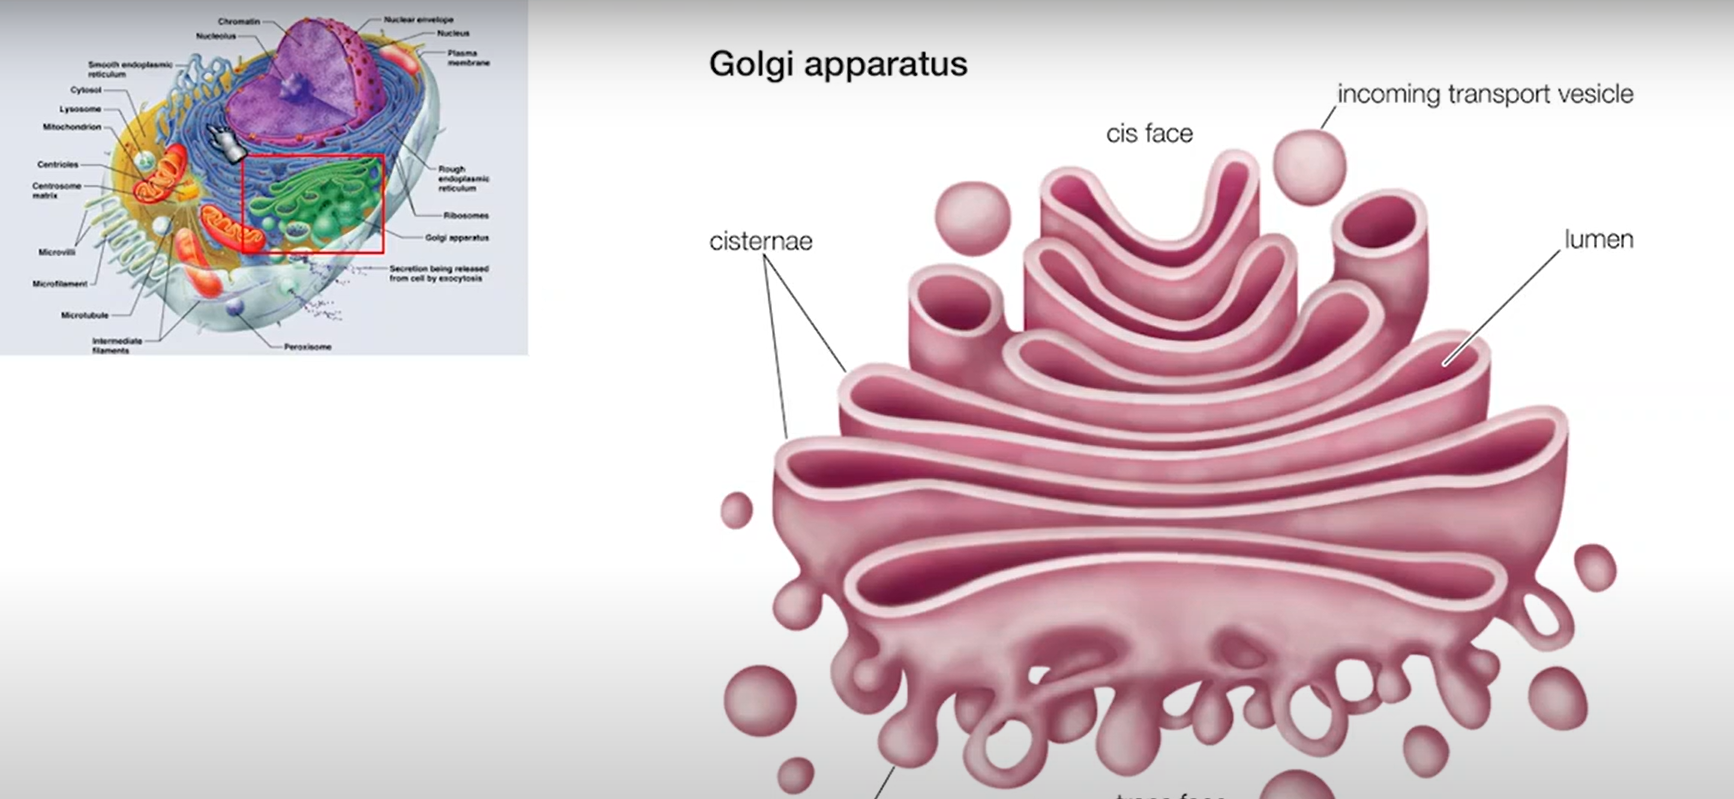 Chromatin
Nucleolus
Smooth endoplasmic
reticulum
Cytosol
Lysosome
Mitochondrion
Centrioles
Centrosome
matrix
Microvilli
Microfilament
Microtubule
Intermediate
filaments
Nuclear envelope
Nucleus
Plasma
membrane
Rough
endoplasmic
reticulum
Ribosomes
Golgi apparatus
Secretion being released
from cell by exocytosis
Peroxisome
Golgi apparatus
incoming transport vesicle
cis face
cisternae
lumen